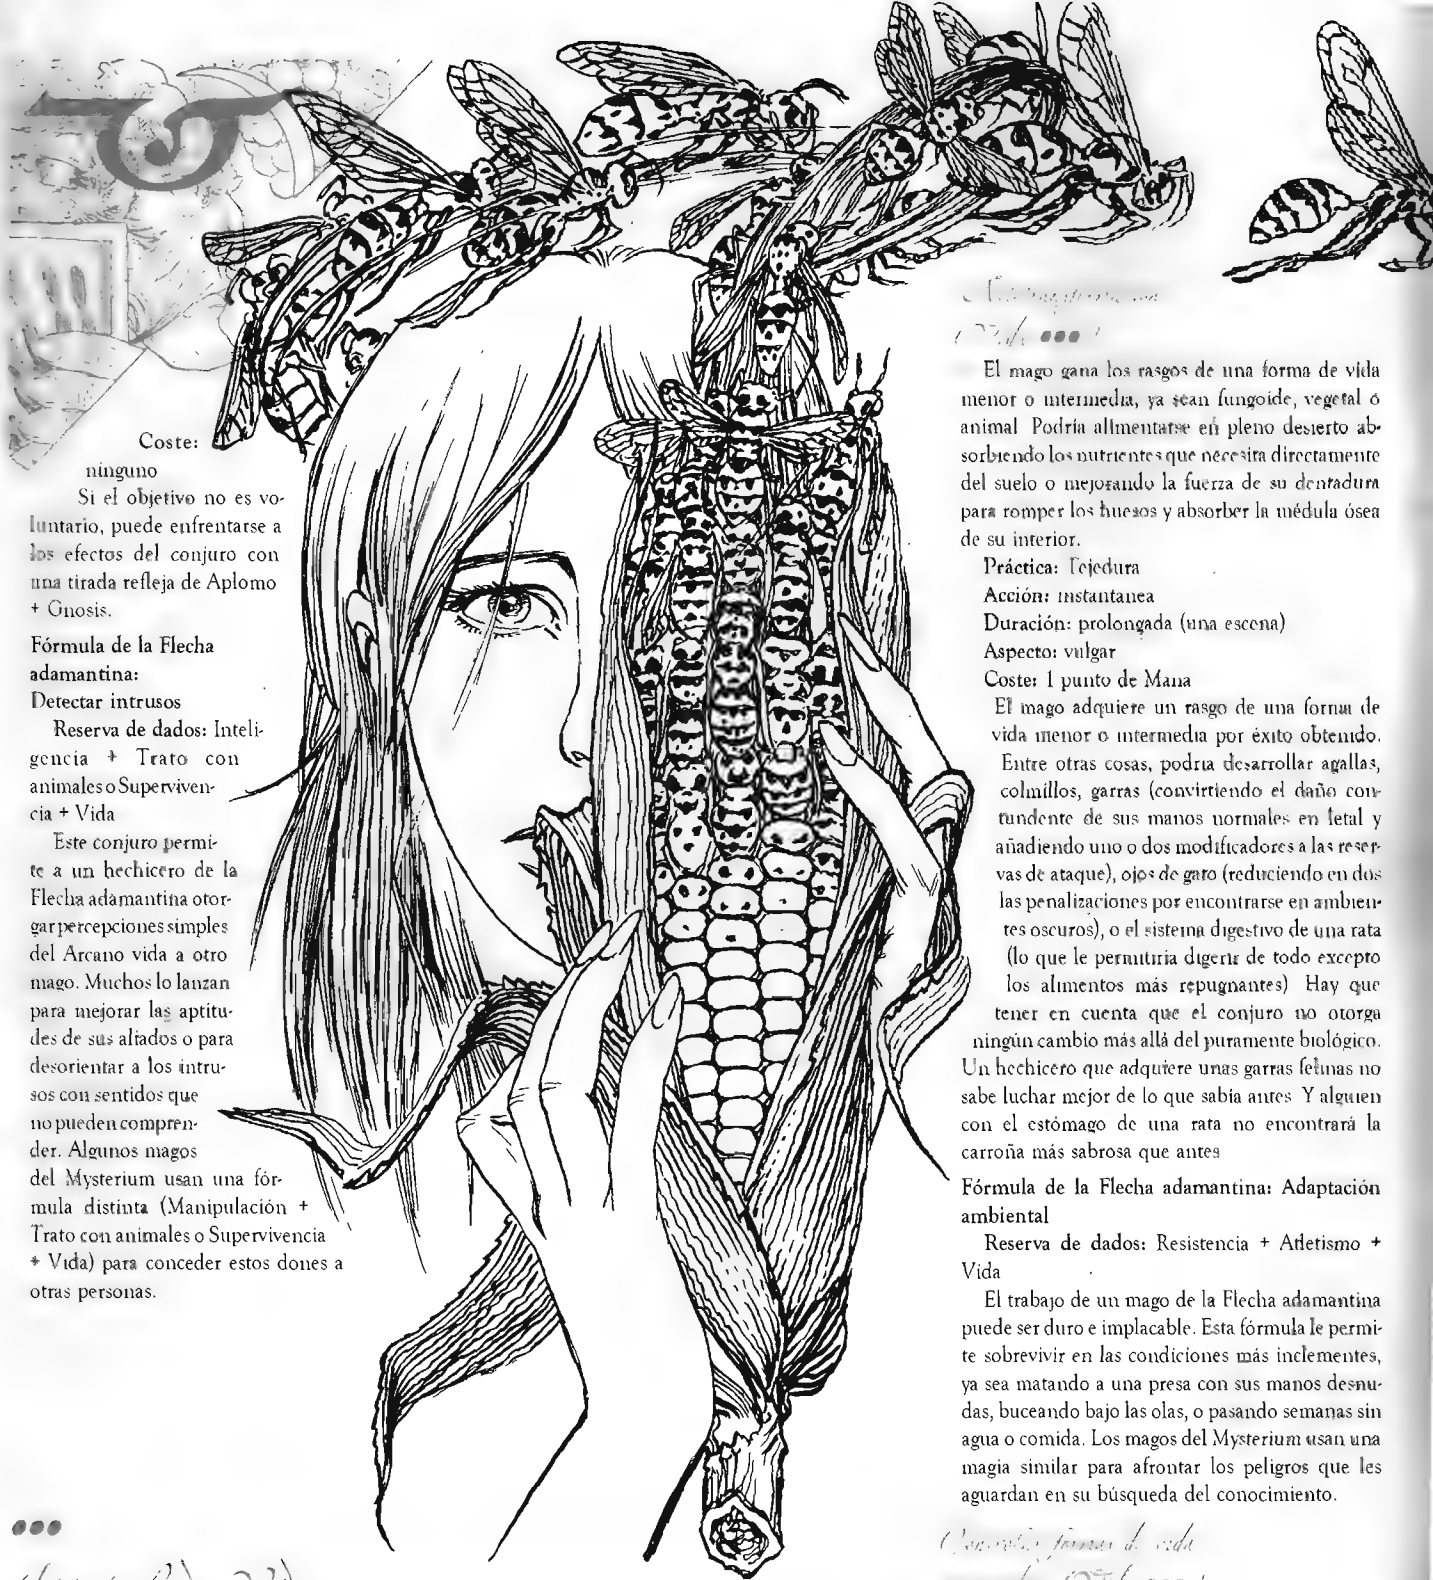 Coste:
ninguno
Si el objetivo no es vo-
luntario, puede enfrentarse a
los efectos del conjuro con
una tirada refleja de Aplomo
+ Gnosis.
Fórmula de la Flecha
adamantina:
Detectar intrusos
Reserva de dados: Inteli-
gencia + Trato con
animales o Superviven-
cia + Vida
Este conjuro permi-
te a un hechicero de la
Flecha adamantina otor-
gar percepciones simples
del Arcano vida a otro
mago. Muchos lo lanzan
para mejorar las aptitu-
des de sus aliados o para
desorientar a los intru-
sos con sentidos que
no pueden compren-
der. Algunos magos
del Mysterium usan una fór-
mula distinta (Manipulación +
Trato con animales o Supervivencia
+ Vida) para conceder estos dones a
otras personas.
●●●
●●●
El mago gana los rasgos de una forma de vida
menor o intermedia, ya sean fungoide, vegetal o
animal Podría alimentarse en pleno desierto ab-
sorbiendo los nutrientes que necesita directamente
del suelo o mejorando la fuerza de su dentadura
para romper los huesos y absorber la médula ósea
de su interior.
Práctica: Tejedura
Acción: instantanea
Duración: prolongada (una escena)
Aspecto: vulgar
Coste: 1 punto de Mana
El mago adquiere un rasgo de una forma de
vida menor o intermedia por éxito obtenido.
Entre otras cosas, podría desarrollar agallas,
colmillos, garras (convirtiendo el daño con-
tundente de sus manos normales en letal y
añadiendo uno o dos modificadores a las reser-
vas de ataque), ojos de gato (reduciendo en dos
las penalizaciones por encontrarse en ambien-
tes oscuros), o el sistema digestivo de una rata
(lo que le permitiría digerir de todo excepto
los alimentos más repugnantes) Hay que
tener en cuenta que el conjuro no otorga
ningún cambio más allá del puramente biológico.
Un hechicero que adquiere unas garras felinas no
sabe luchar mejor de lo que sabía antes Y alguien
con el estómago de una rata no encontrará la
carroña más sabrosa que antes
Fórmula de la Flecha adamantina: Adaptación
ambiental
Reserva de dados: Resistencia + Atletismo +
Vida
El trabajo de un mago de la Flecha adamantina
puede ser duro e implacable. Esta fórmula le permi-
te sobrevivir en las condiciones más inclementes,
ya sea matando a una presa con sus manos desnu-
das, buceando bajo las olas, o pasando semanas sin
agua o comida. Los magos del Mysterium usan una
magia similar para afrontar los peligros que les
aguardan en su búsqueda del conocimiento.
formas de vida